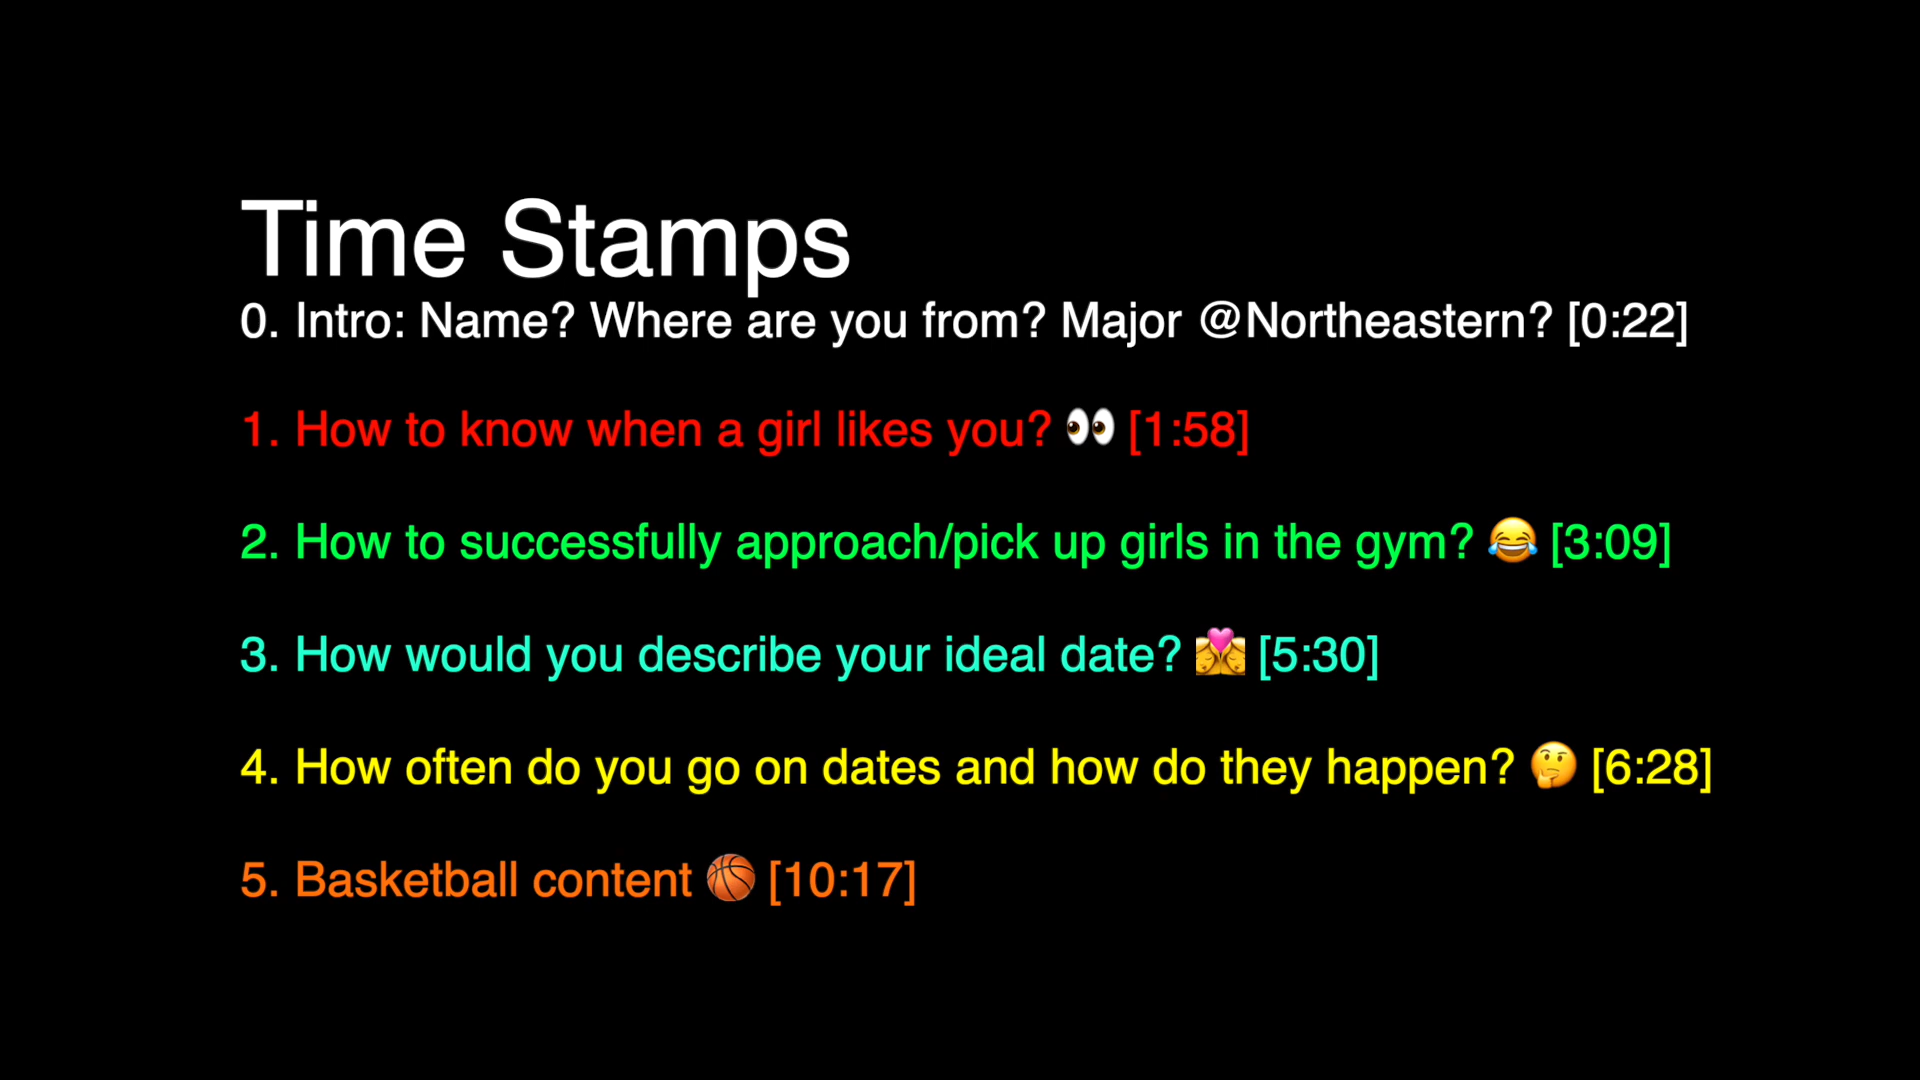 Time Stamps
0. Intro: Name? Where are you from? Major @Northeastern? [0:22]
1. How to know when a girl likes you? 👀 [1:58]
2. How to successfully approach/pick up girls in the gym? 😂 [3:09]
3. How would you describe your ideal date? 👩‍❤️‍💋‍👩 [5:30]
4. How often do you go on dates and how do they happen? 🤔 [6:28]
5. Basketball content 🏀 [10:17]